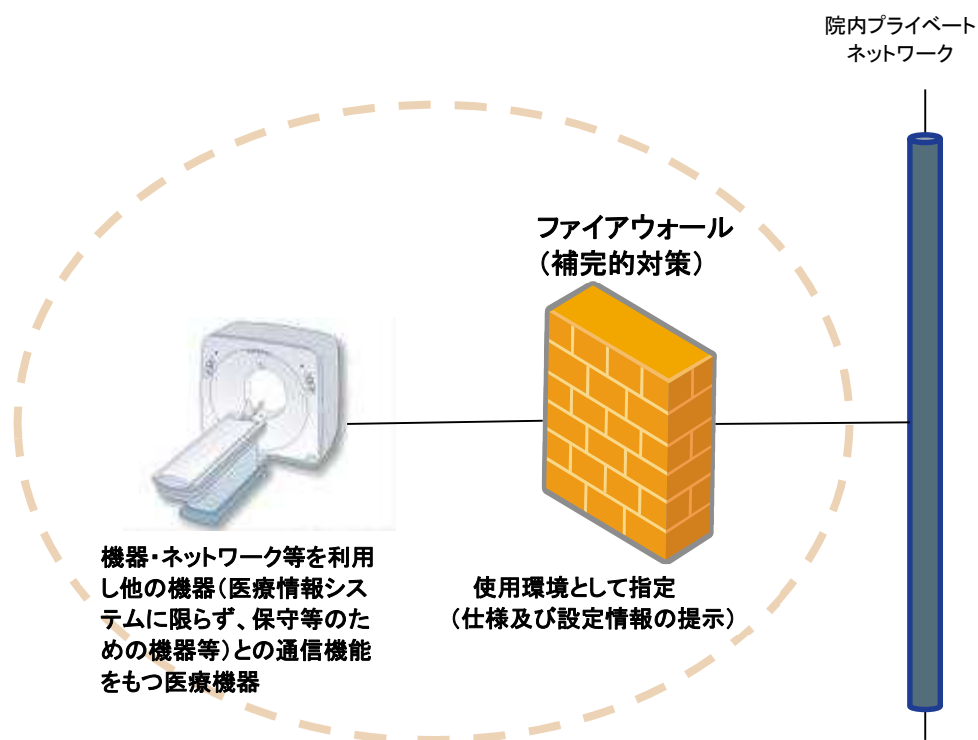 院内プライベート
ネットワーク
ファイアウォール
（補完的対策）
機器・ネットワーク等を利用
し他の機器（医療情報シス
テムに限らず、保守等のた
めの機器等）との通信機能
をもつ医療機器
使用環境として指定
（仕様及び設定情報の提示）